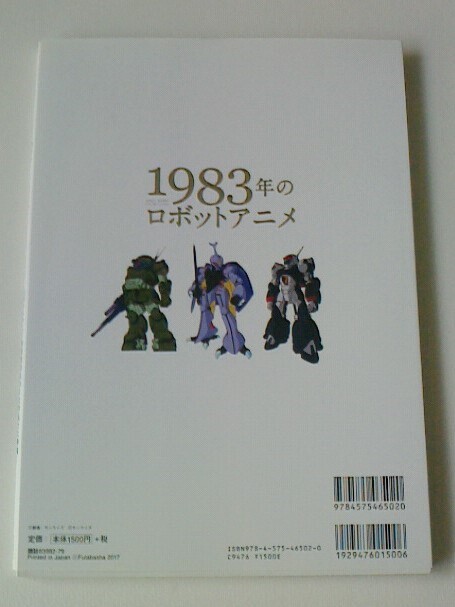 1983年の
ロボットアニメ
9784575465020
ISBN978-4-575-46502-0
C9476 ¥1500E
1929476015006
定価 本体1500円 +税
Printed in Japan ©Futabasha 2017